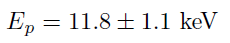 E_p = 11.8 ± 1.1 keV